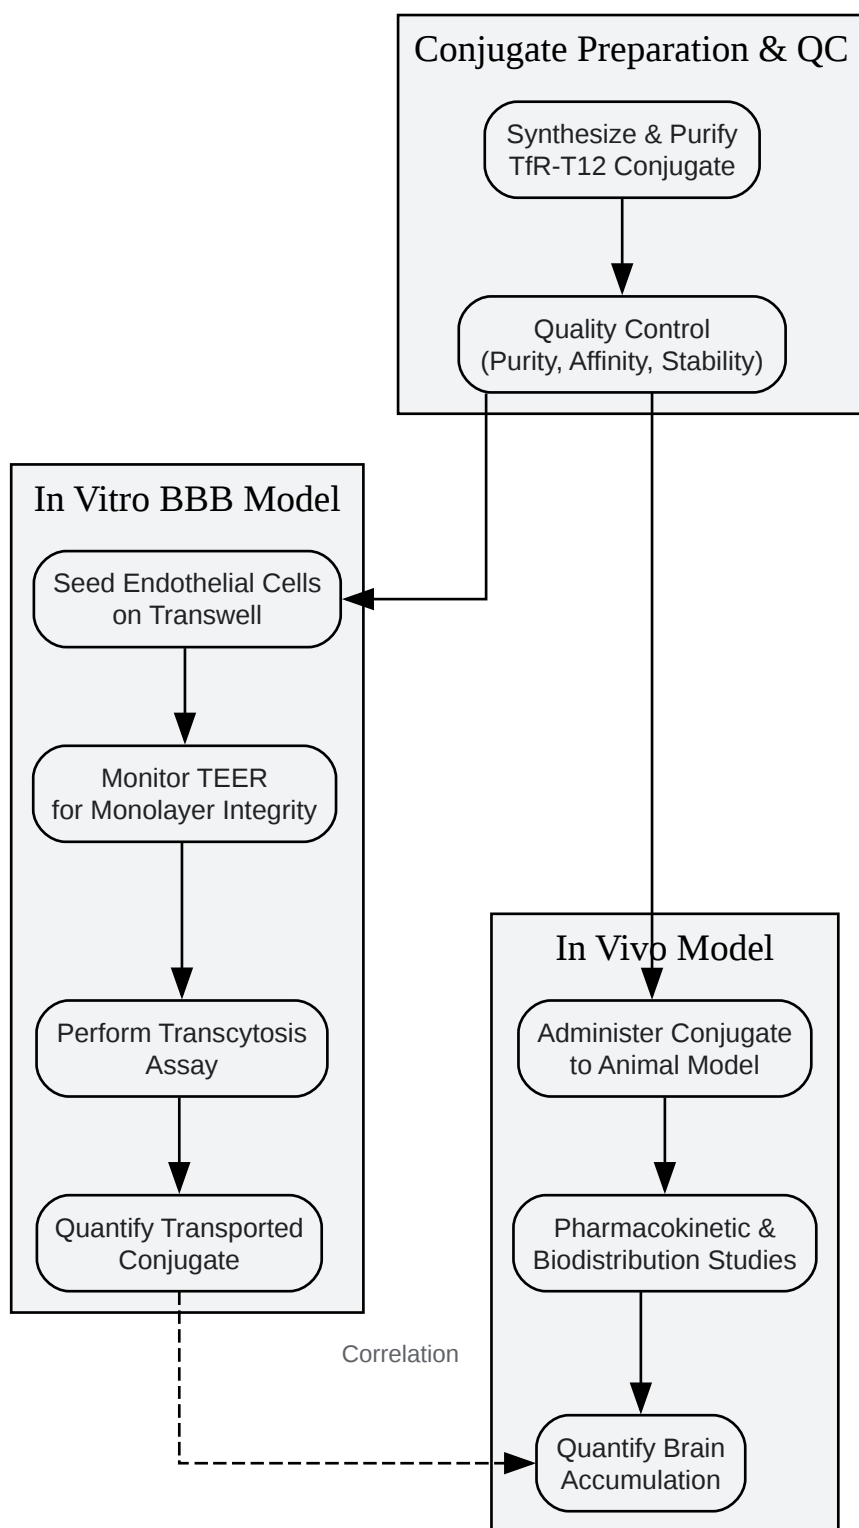 Conjugate Preparation & QC
Synthesize & Purify
TfR-T12 Conjugate
Quality Control
(Purity, Affinity, Stability)
In Vitro BBB Model
Seed Endothelial Cells
on Transwell
Monitor TEER
for Monolayer Integrity
Perform Transcytosis
Assay
Quantify Transported
Conjugate
Correlation
In Vivo Model
Administer Conjugate
to Animal Model
Pharmacokinetic &
Biodistribution Studies
Quantify Brain
Accumulation